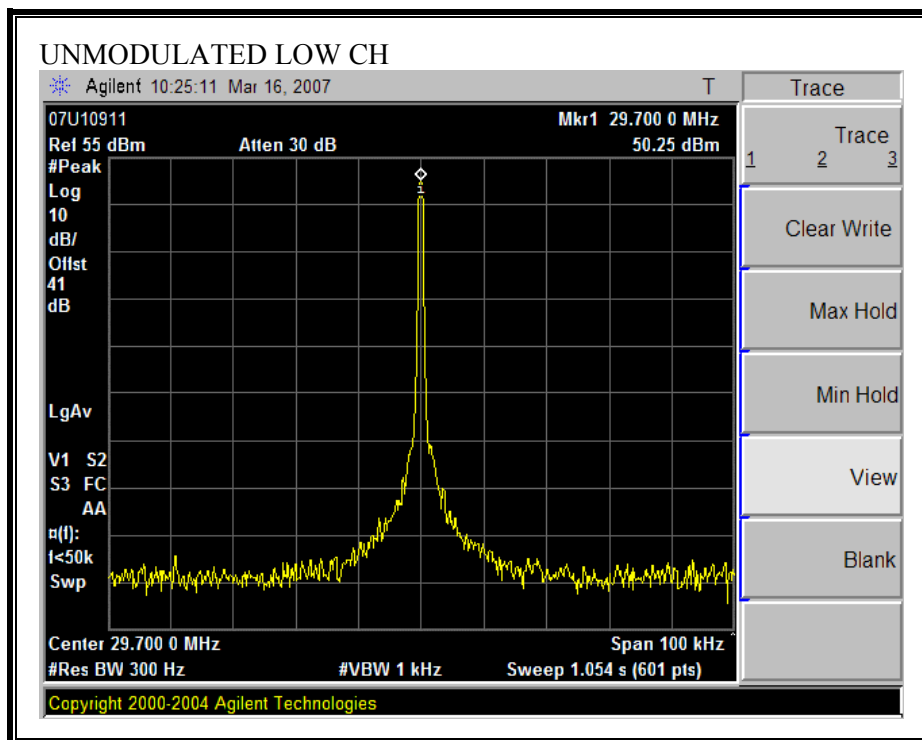 UNMODULATED LOW CH
Agilent 10:25:11 Mar 16, 2007 T
07U10911 Mkr1 29.700 0 MHz
Ref 55 dBm Atten 30 dB 50.25 dBm
#Peak
Log
10
dB/
Offst
41
dB
1
LgAv
V1 S2
S3 FC
AA
¤(f):
f<50k
Swp
Center 29.700 0 MHz Span 100 kHz ^
#Res BW 300 Hz #VBW 1 kHz Sweep 1.054 s (601 pts)
Copyright 2000-2004 Agilent Technologies
Trace
Trace
1 2 3
Clear Write
Max Hold
Min Hold
View
Blank